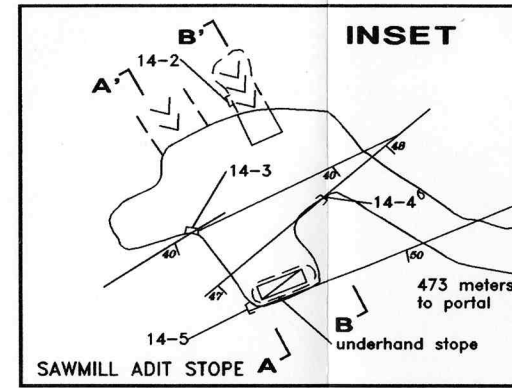 INSET
B'
14-2
A'
14-3
40
48
14-4
6
40
47
50
473 meters
to portal
14-5
B
underhand stope
A
SAWMILL ADIT STOPE